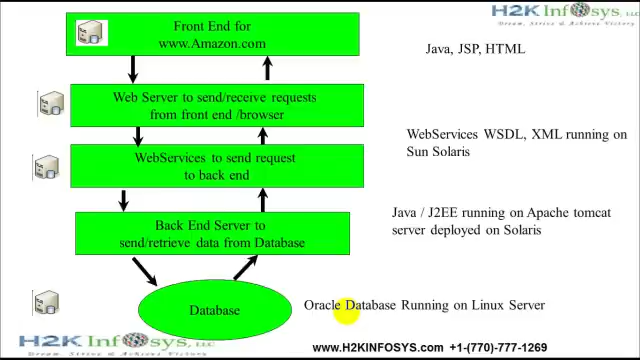 H2K Infosys, LLC
Dream, Strive & Achieve Victory
Front End for
www.Amazon.com
Java, JSP, HTML
Web Server to send/receive requests
from front end /browser
WebServices WSDL, XML running on
Sun Solaris
WebServices to send request
to back end
Java / J2EE running on Apache tomcat
server deployed on Solaris
Back End Server to
send/retrieve data from Database
Database
Oracle Database Running on Linux Server
H2K Infosys, LLC
Dream, Strive & Achieve Victory
www.H2KINFOSYS.com +1-(770)-777-1269